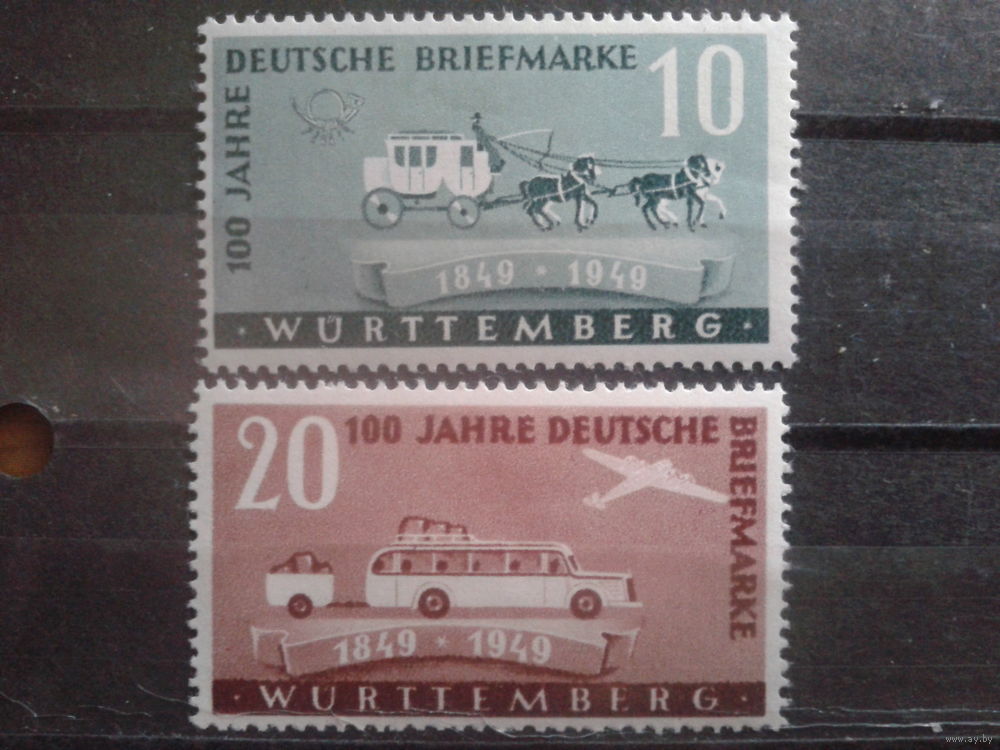 100 JAHRE
DEUTSCHE BRIEFMARKE
10
1849 · 1949
· WÜRTTEMBERG ·
20
100 JAHRE DEUTSCHE
BRIEFMARKE
1849 * 1949
· WÜRTTEMBERG ·
www.ay.by